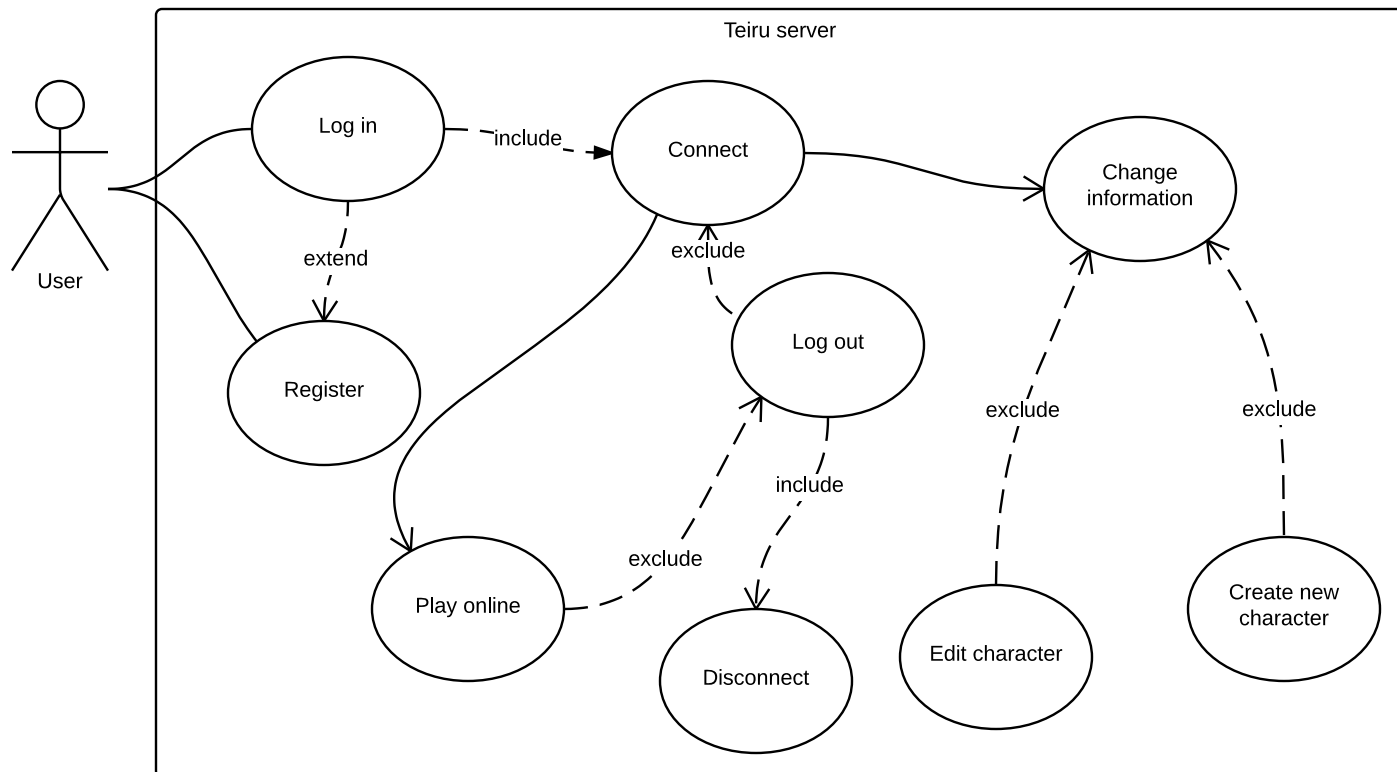 Teiru server
User
Log in
include
Connect
Change
information
extend
exclude
Register
Log out
exclude
exclude
include
exclude
Play online
Disconnect
Edit character
Create new
character